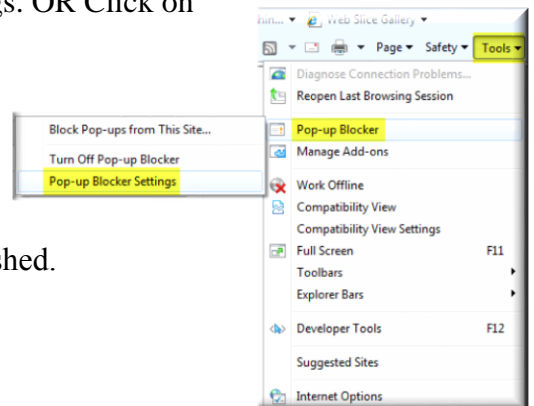 gs. OR Click on
Web Slice Gallery
Page Safety Tools
Diagnose Connection Problems...
Reopen Last Browsing Session
Pop-up Blocker
Manage Add-ons
Block Pop-ups from This Site...
Turn Off Pop-up Blocker
Pop-up Blocker Settings
Work Offline
Compatibility View
Compatibility View Settings
shed.
Full Screen F11
Toolbars
Explorer Bars
Developer Tools F12
Suggested Sites
Internet Options